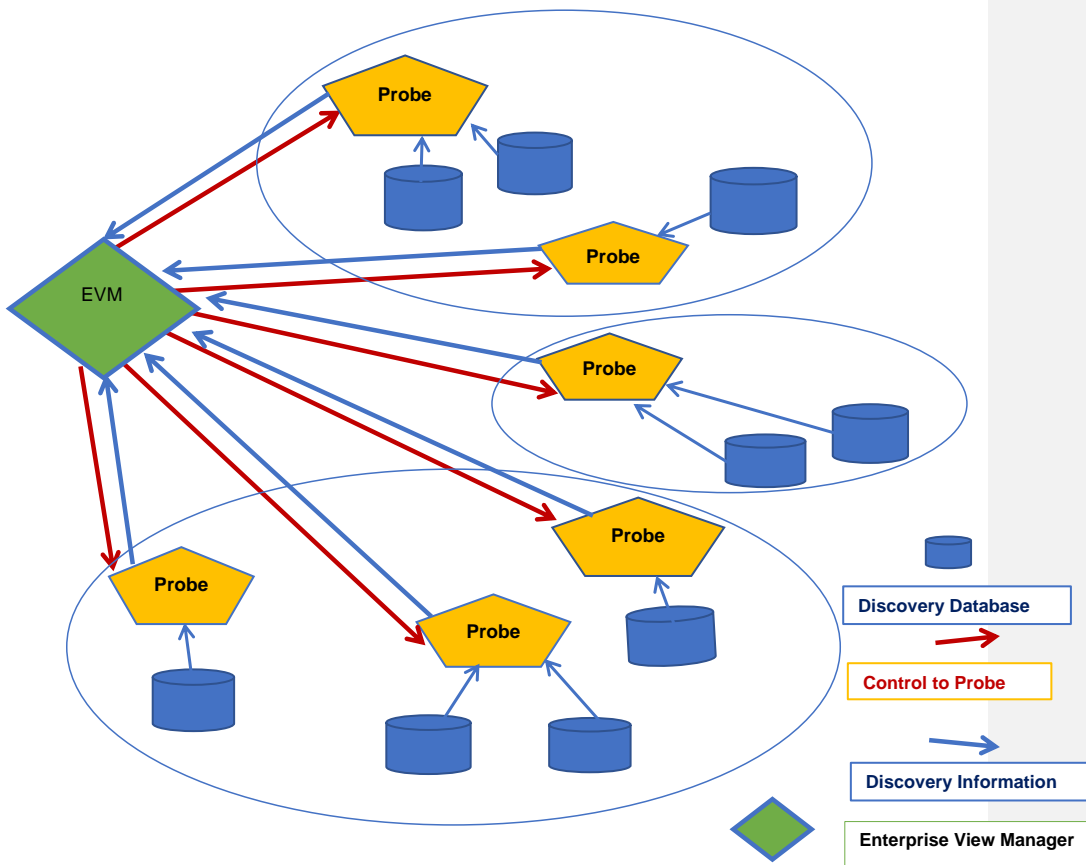 Probe
Probe
EVM
Probe
Probe
Probe
Probe
Discovery Database
Control to Probe
Discovery Information
Enterprise View Manager